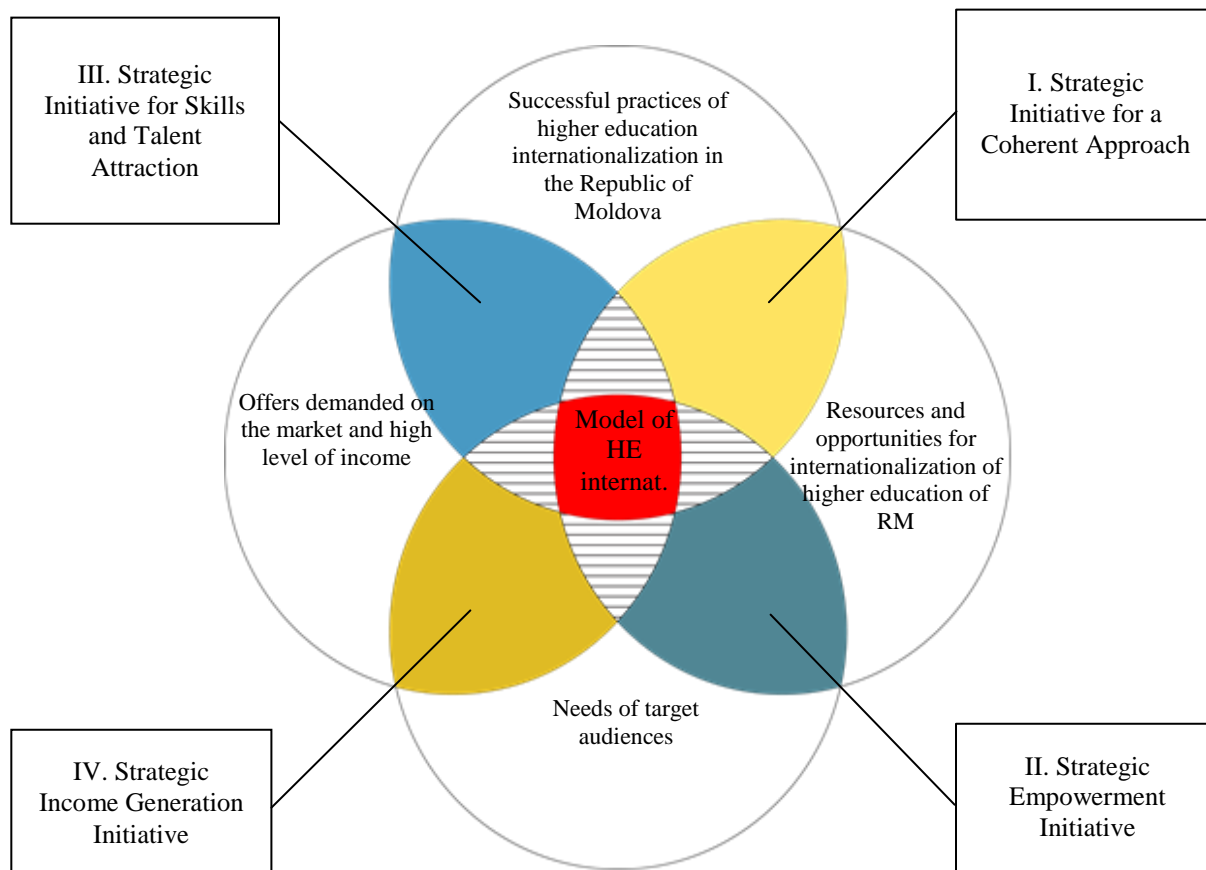 III. Strategic
Initiative for Skills
and Talent
Attraction
Successful practices of
higher education
internationalization in
the Republic of
Moldova
I. Strategic
Initiative for a
Coherent Approach
Offers demanded on
the market and high
level of income
Model of
HE
internat.
Resources and
opportunities for
internationalization of
higher education of
RM
Needs of target
audiences
IV. Strategic
Income Generation
Initiative
II. Strategic
Empowerment
Initiative